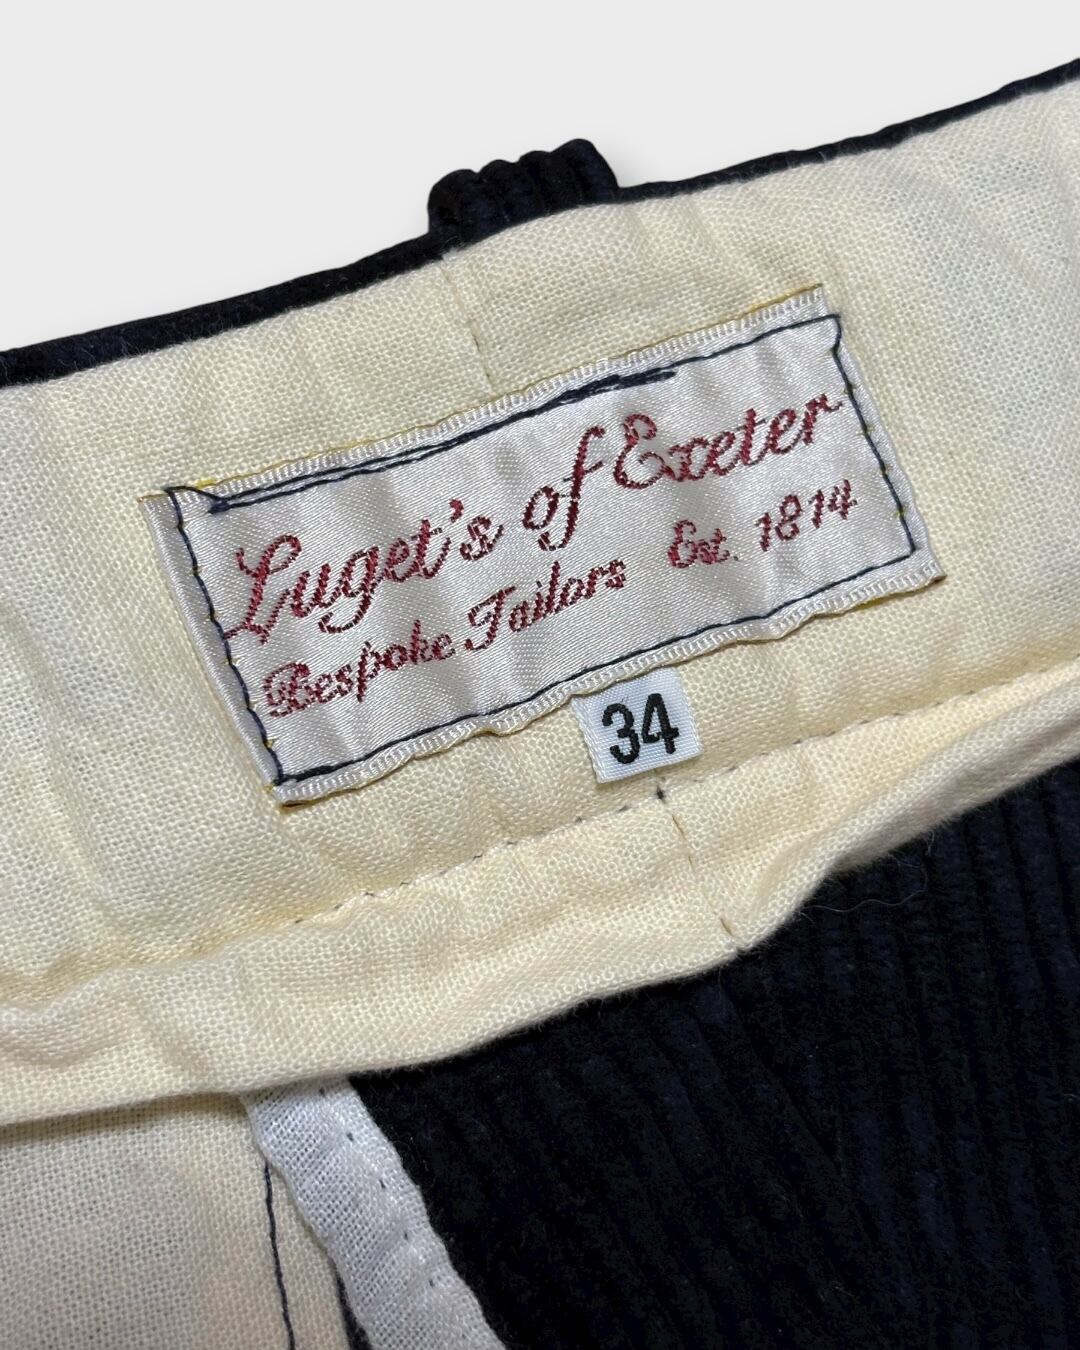 Luget's of Exeter
Bespoke Tailors Est. 1814
34